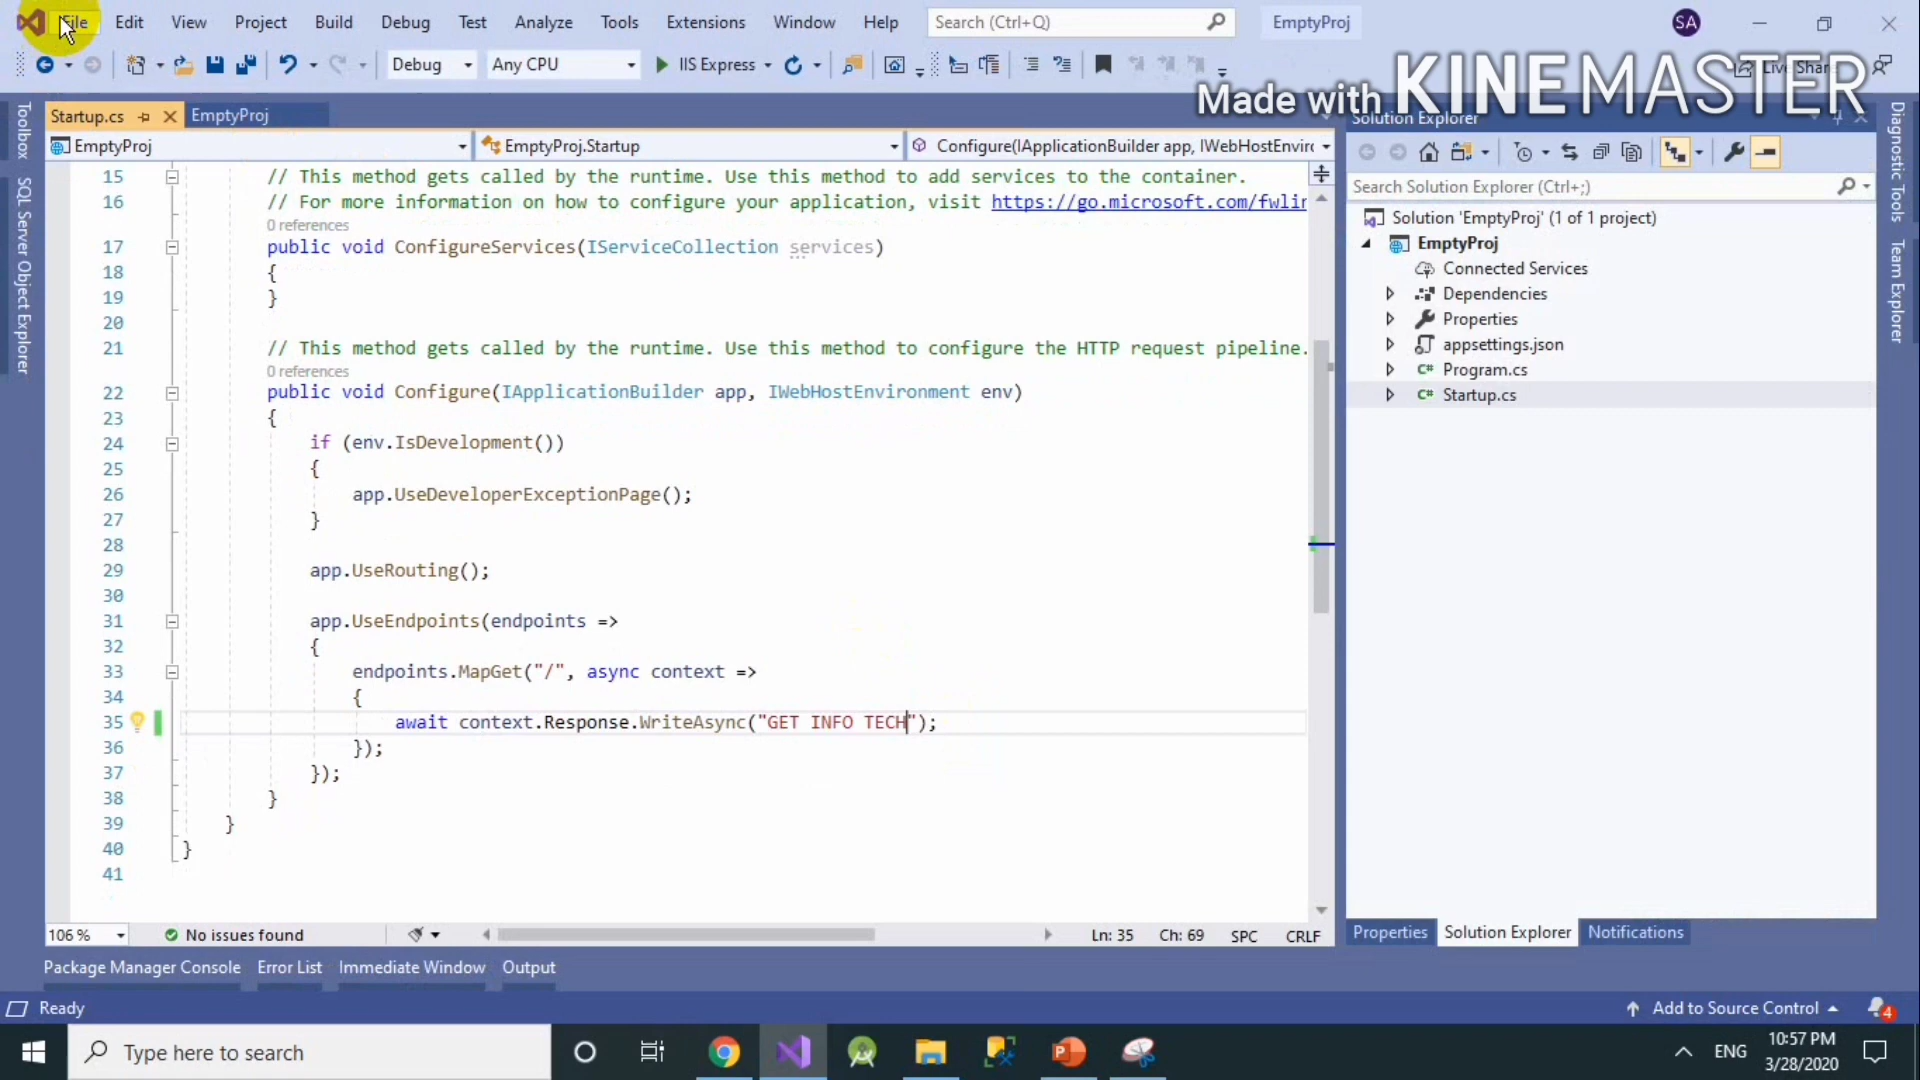 File Edit View Project Build Debug Test Analyze Tools Extensions Window Help Search (Ctrl+Q) EmptyProj SA
Debug Any CPU IIS Express Live Share
Made with KINEMASTER
Startup.cs EmptyProj
EmptyProj EmptyProj.Startup Configure(IApplicationBuilder app, IWebHostEnvir
Toolbox
SQL Server Object Explorer
15 // This method gets called by the runtime. Use this method to add services to the container.
16 // For more information on how to configure your application, visit https://go.microsoft.com/fwlin
0 references
17 public void ConfigureServices(IServiceCollection services)
18 {
19 }
20
21 // This method gets called by the runtime. Use this method to configure the HTTP request pipeline.
0 references
22 public void Configure(IApplicationBuilder app, IWebHostEnvironment env)
23 {
24 if (env.IsDevelopment())
25 {
26 app.UseDeveloperExceptionPage();
27 }
28
29 app.UseRouting();
30
31 app.UseEndpoints(endpoints =>
32 {
33 endpoints.MapGet("/", async context =>
34 {
35 await context.Response.WriteAsync("GET INFO TECH");
36 });
37 });
38 }
39 }
40 }
41
106 % No issues found Ln: 35 Ch: 69 SPC CRLF
Solution Explorer
Search Solution Explorer (Ctrl+;)
Solution 'EmptyProj' (1 of 1 project)
EmptyProj
Connected Services
Dependencies
Properties
appsettings.json
C# Program.cs
C# Startup.cs
Properties Solution Explorer Notifications
Diagnostic Tools
Team Explorer
Package Manager Console Error List Immediate Window Output
Ready Add to Source Control 4
Type here to search ENG 10:57 PM
3/28/2020